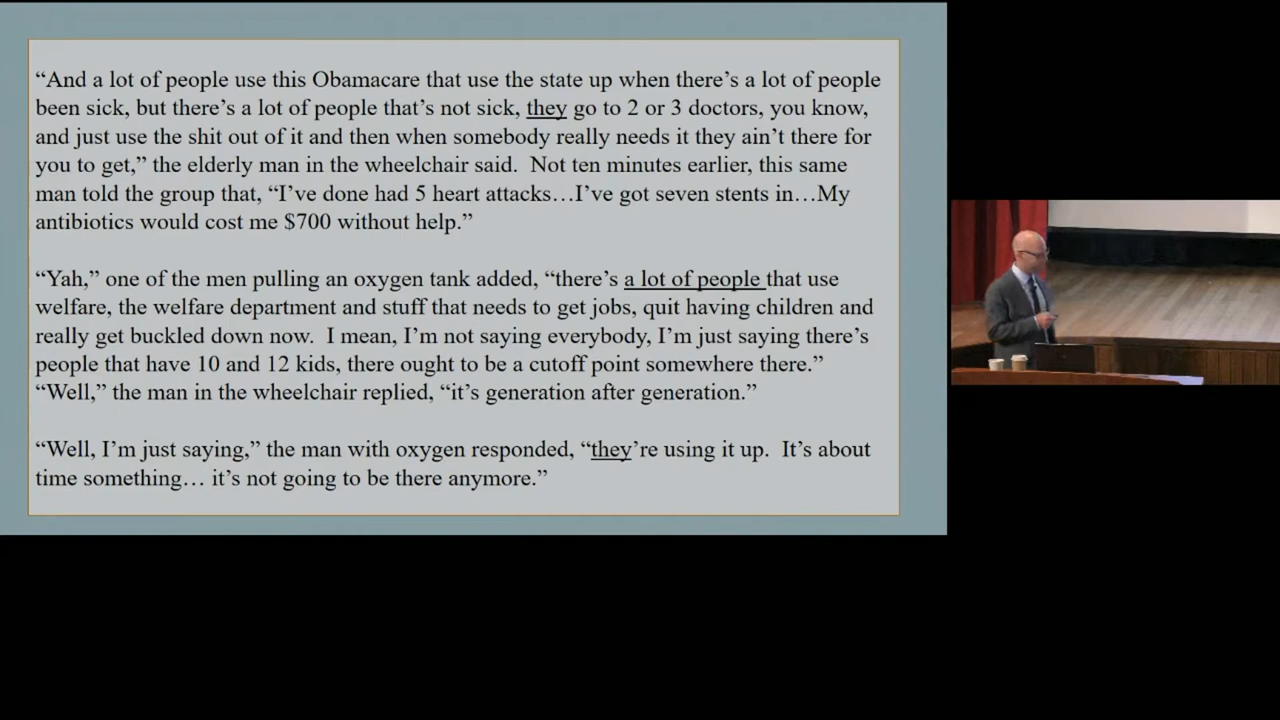 “And a lot of people use this Obamacare that use the state up when there’s a lot of people
been sick, but there’s a lot of people that’s not sick, they go to 2 or 3 doctors, you know,
and just use the shit out of it and then when somebody really needs it they ain’t there for
you to get,” the elderly man in the wheelchair said.  Not ten minutes earlier, this same
man told the group that, “I’ve done had 5 heart attacks…I’ve got seven stents in…My
antibiotics would cost me $700 without help.”
“Yah,” one of the men pulling an oxygen tank added, “there’s a lot of people that use
welfare, the welfare department and stuff that needs to get jobs, quit having children and
really get buckled down now.  I mean, I’m not saying everybody, I’m just saying there’s
people that have 10 and 12 kids, there ought to be a cutoff point somewhere there.”
“Well,” the man in the wheelchair replied, “it’s generation after generation.”
“Well, I’m just saying,” the man with oxygen responded, “they’re using it up.  It’s about
time something… it’s not going to be there anymore.”